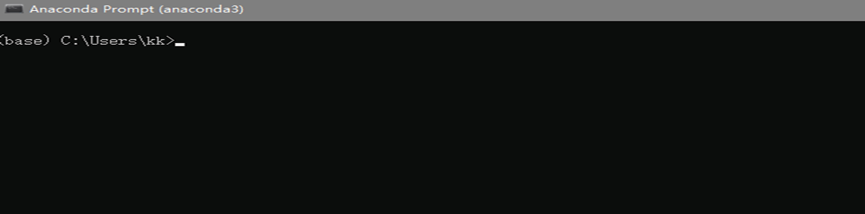 Anaconda Prompt (anaconda3)
(base) C:\Users\kk>